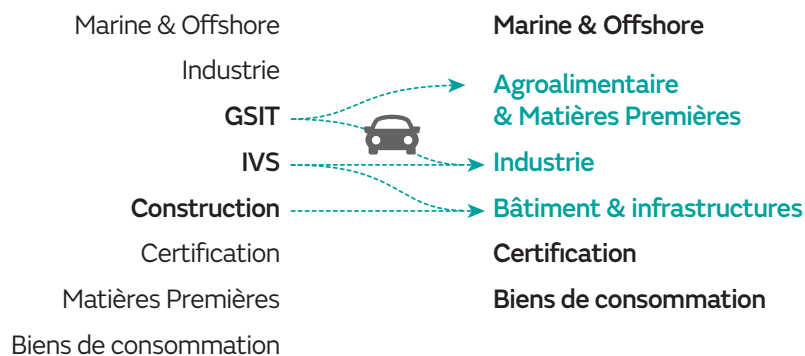 Marine & Offshore
Industrie
GSIT
IVS
Construction
Certification
Matières Premières
Biens de consommation
Marine & Offshore
Agroalimentaire
& Matières Premières
Industrie
Bâtiment & infrastructures
Certification
Biens de consommation